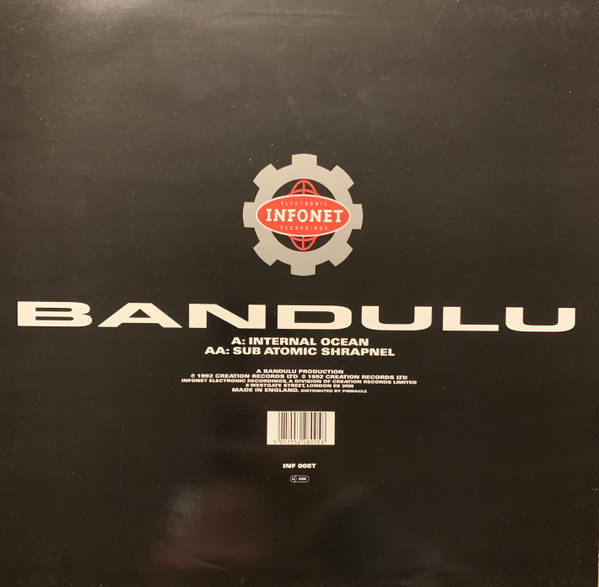 ELECTRONIC
INFONET
RECORDINGS
BANDULU
A: INTERNAL OCEAN
AA: SUB ATOMIC SHRAPNEL
A BANDULU PRODUCTION
℗ 1992 CREATION RECORDS LTD © 1992 CREATION RECORDS LTD
INFONET ELECTRONIC RECORDINGS, A DIVISION OF CREATION RECORDS LIMITED
8 WESTGATE STREET, LONDON E8 3RN
MADE IN ENGLAND. DISTRIBUTED BY PINNACLE
INF 005T